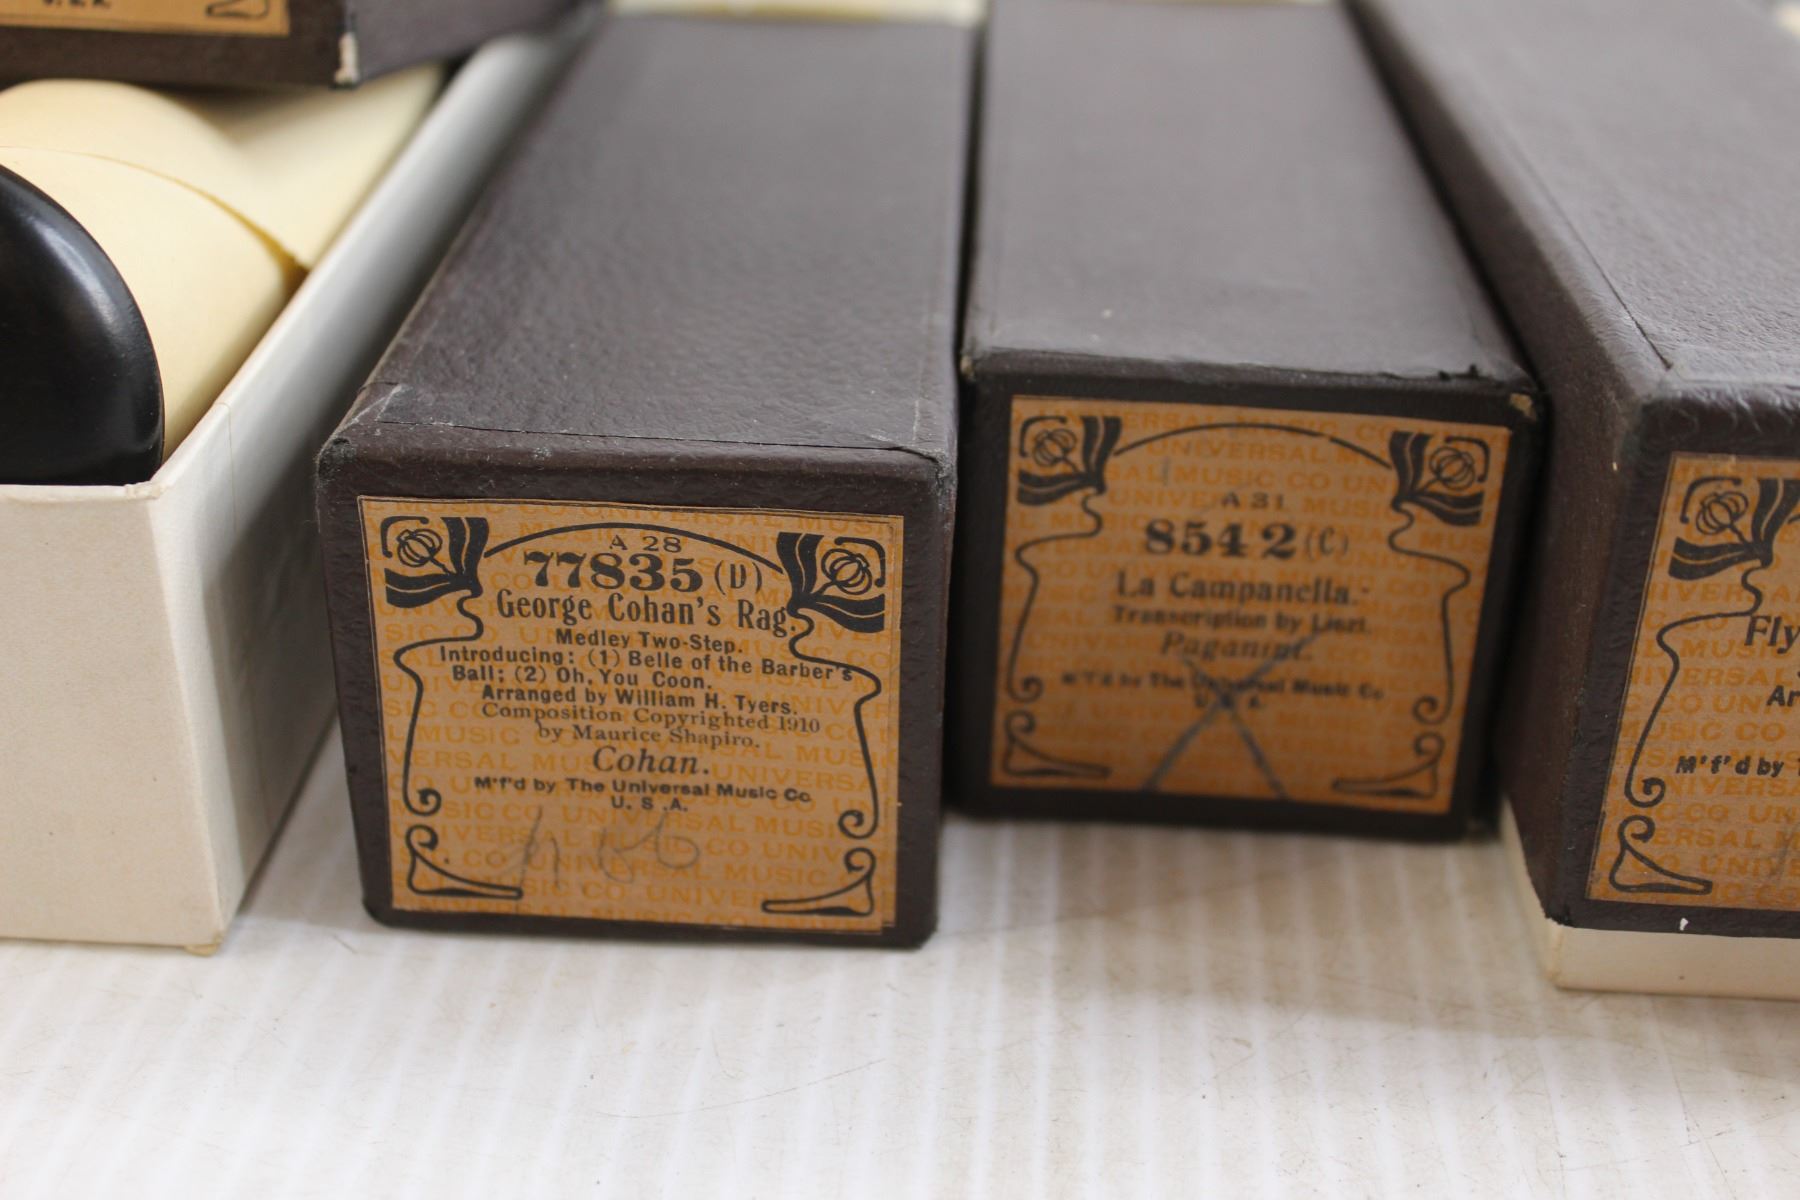 U. S. A.
A 28
77835 (D)
George Cohan's Rag.
Medley Two-Step.
Introducing: (1) Belle of the Barber's
Ball; (2) Oh, You Coon.
Arranged by William H. Tyers.
Composition Copyrighted 1910
by Maurice Shapiro.
Cohan.
M'f'd by The Universal Music Co
U. S. A.
A 31
8542 (C)
La Campanella.
Transcription by Liszt.
Paganini.
M'f'd by The Universal Music Co
U. S. A.
Fly
Ar
M'f'd by